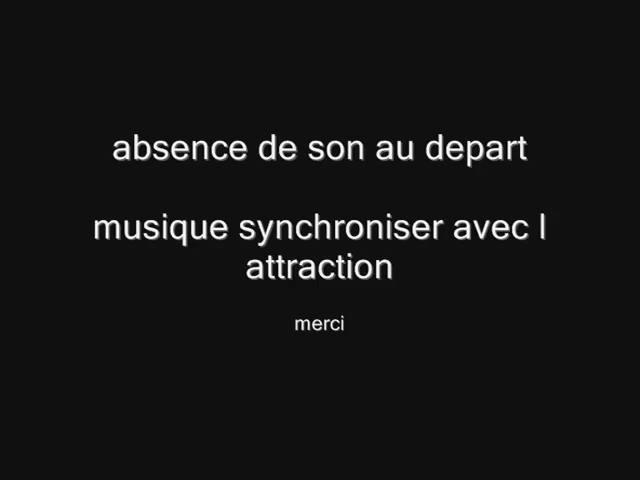 absence de son au depart
musique synchroniser avec l
attraction
merci